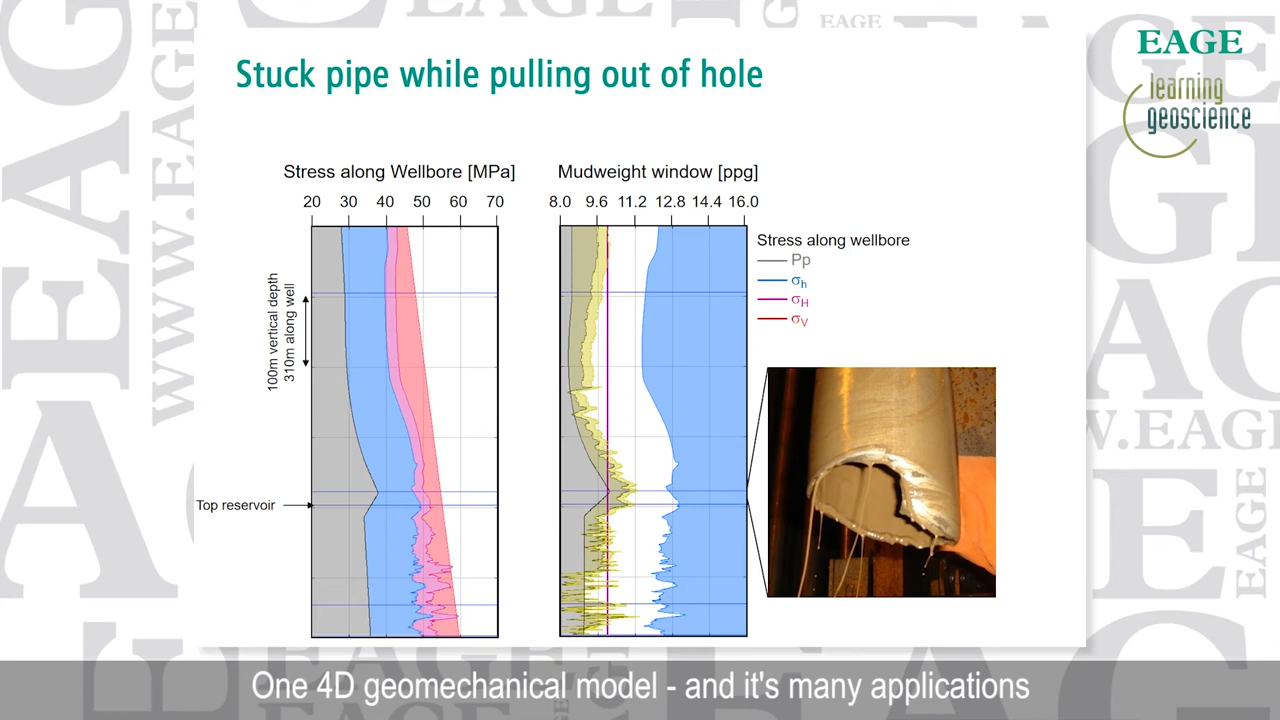 EAGE
learning
geoscience
Stuck pipe while pulling out of hole
Stress along Wellbore [MPa]
20 30 40 50 60 70
Mudweight window [ppg]
8.0 9.6 11.2 12.8 14.4 16.0
Stress along wellbore
Pp
σh
σH
σV
100m vertical depth
310m along well
Top reservoir
One 4D geomechanical model - and it's many applications